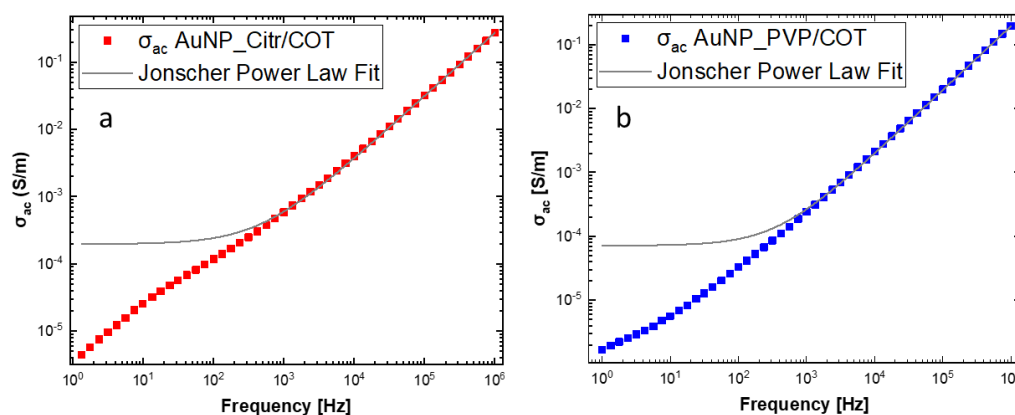 σac AuNP_Citr/COT
Jonscher Power Law Fit
a
10-1
10-2
10-3
10-4
10-5
σac (S/m)
100 101 102 103 104 105 106
Frequency [Hz]
σac AuNP_PVP/COT
Jonscher Power Law Fit
b
10-1
10-2
10-3
10-4
10-5
σac [S/m]
100 101 102 103 104 105
Frequency [Hz]